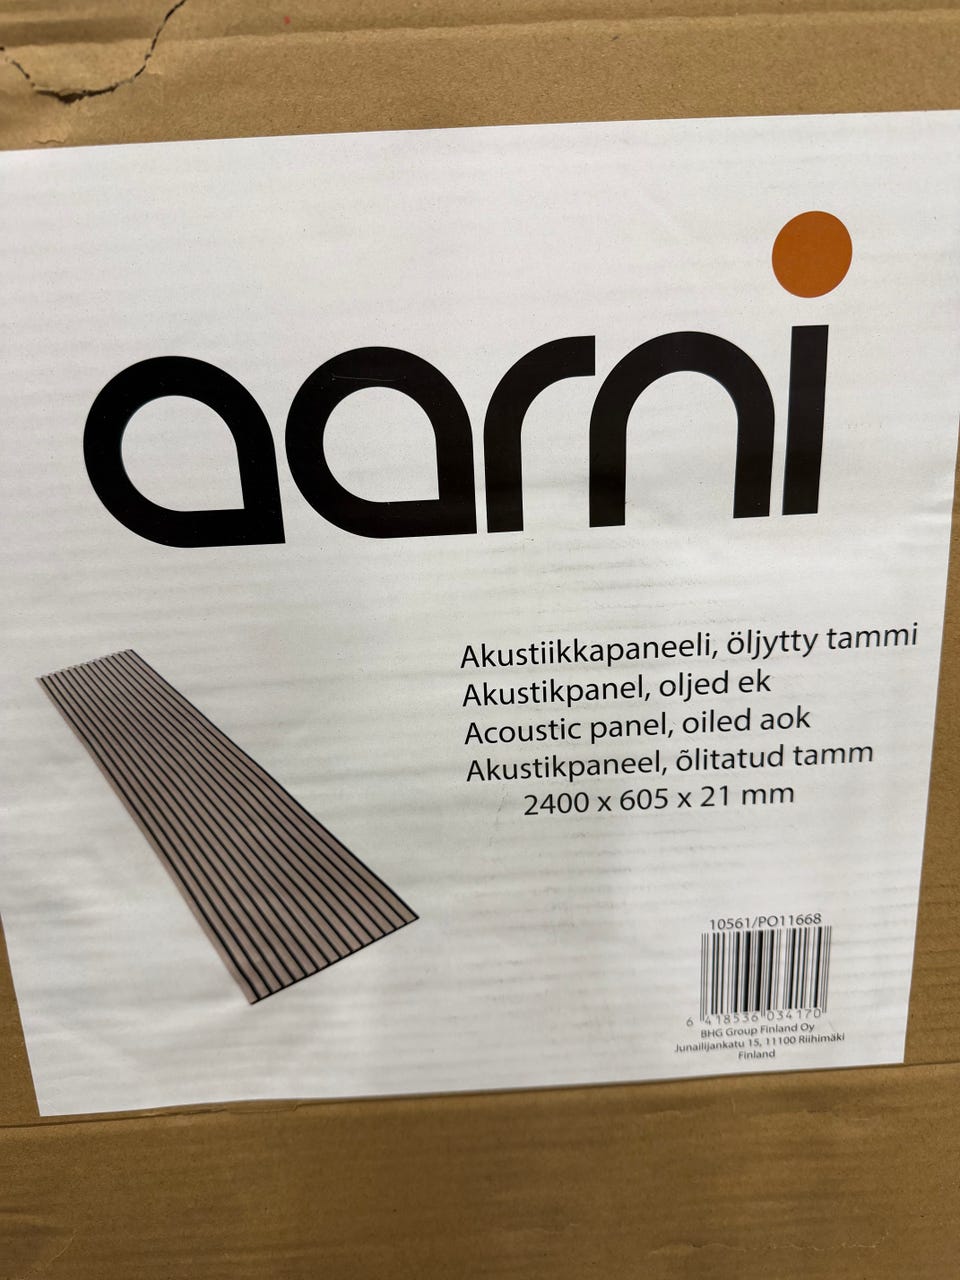 aarni
Akustiikkapaneeli, öljytty tammi
Akustikpanel, oljed ek
Acoustic panel, oiled aok
Akustikpaneel, õlitatud tamm
2400 x 605 x 21 mm
10561/PO11668
6 418536 034170
BHG Group Finland Oy
Junailijankatu 15, 11100 Riihimäki
Finland